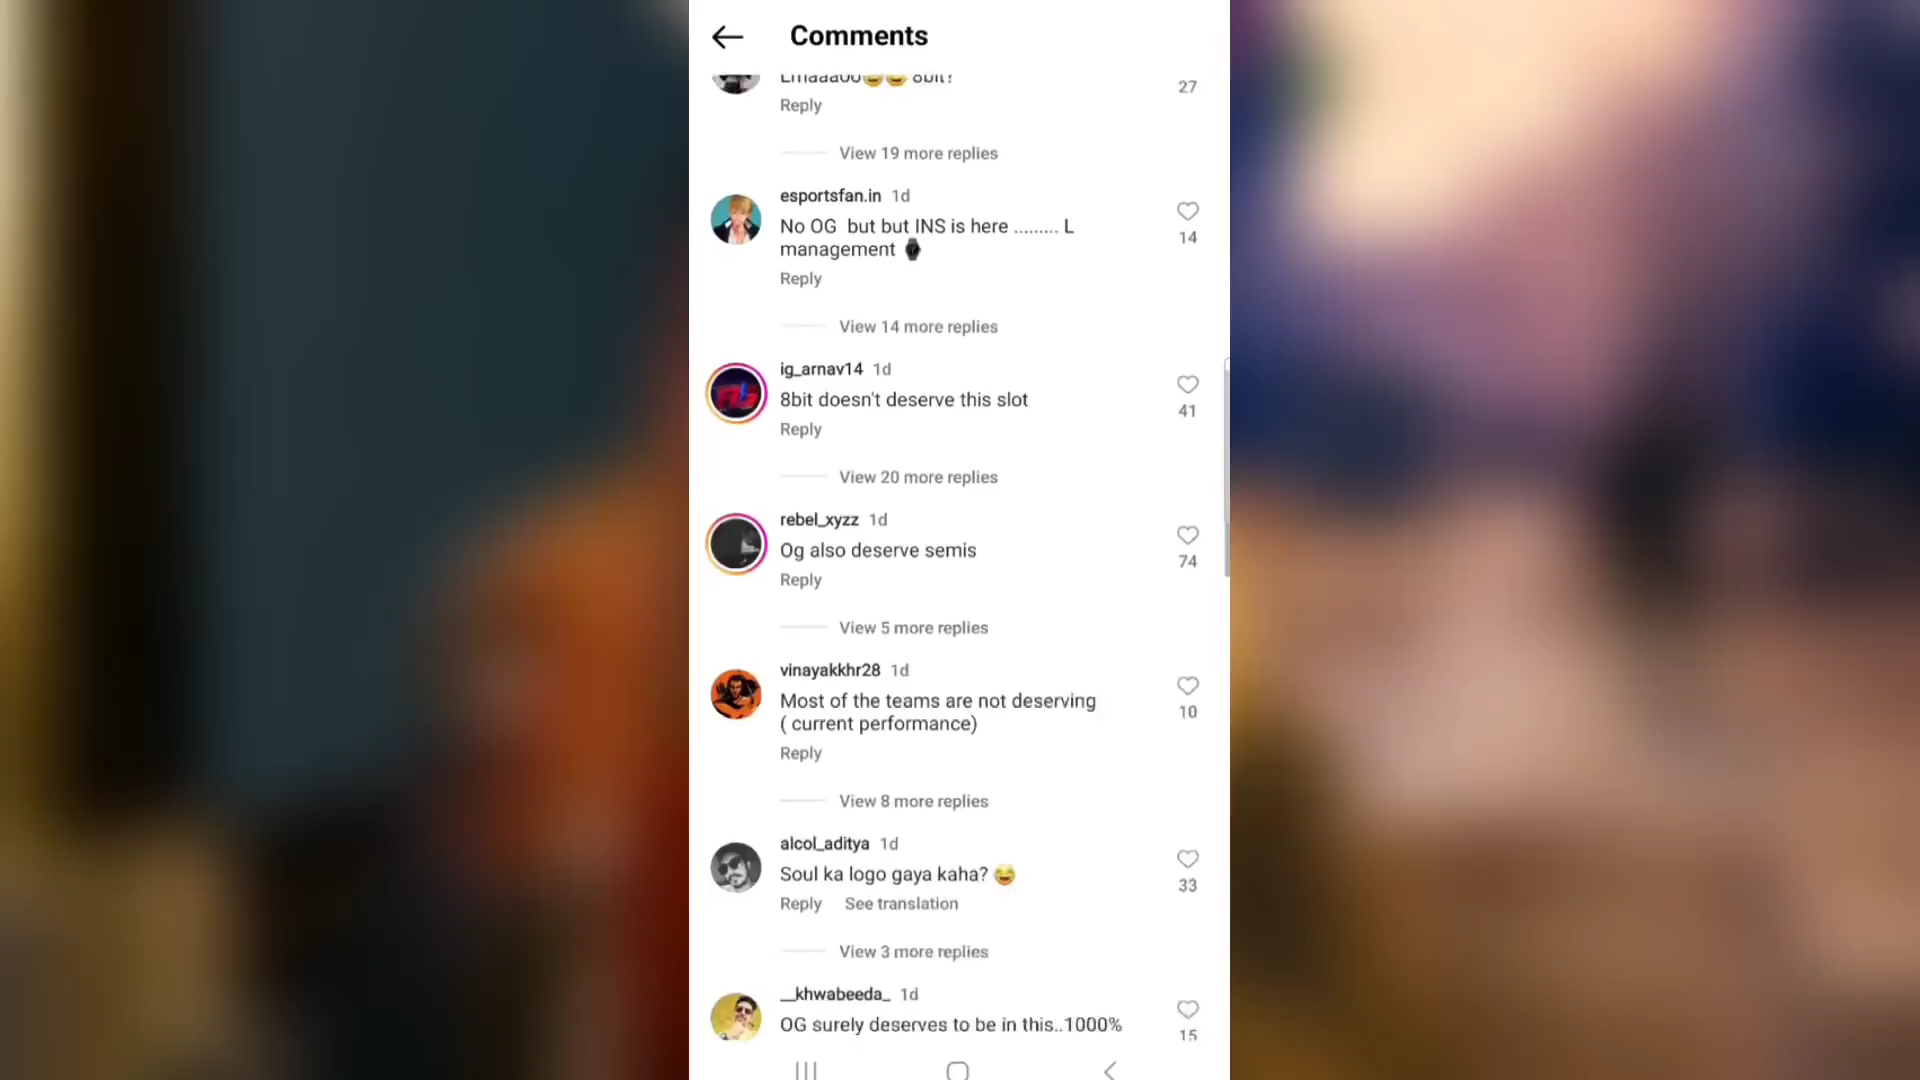 Comments
Lmaaaoo😂😂 8bit?
27
Reply
View 19 more replies
esportsfan.in 1d
No OG but but INS is here ......... L
management ⌚
14
Reply
View 14 more replies
ig_arnav14 1d
8bit doesn't deserve this slot
41
Reply
View 20 more replies
rebel_xyzz 1d
Og also deserve semis
74
Reply
View 5 more replies
vinayakkhr28 1d
Most of the teams are not deserving
( current performance)
10
Reply
View 8 more replies
alcol_aditya 1d
Soul ka logo gaya kaha? 😂
33
Reply See translation
View 3 more replies
__khwabeeda_ 1d
OG surely deserves to be in this..1000%
15